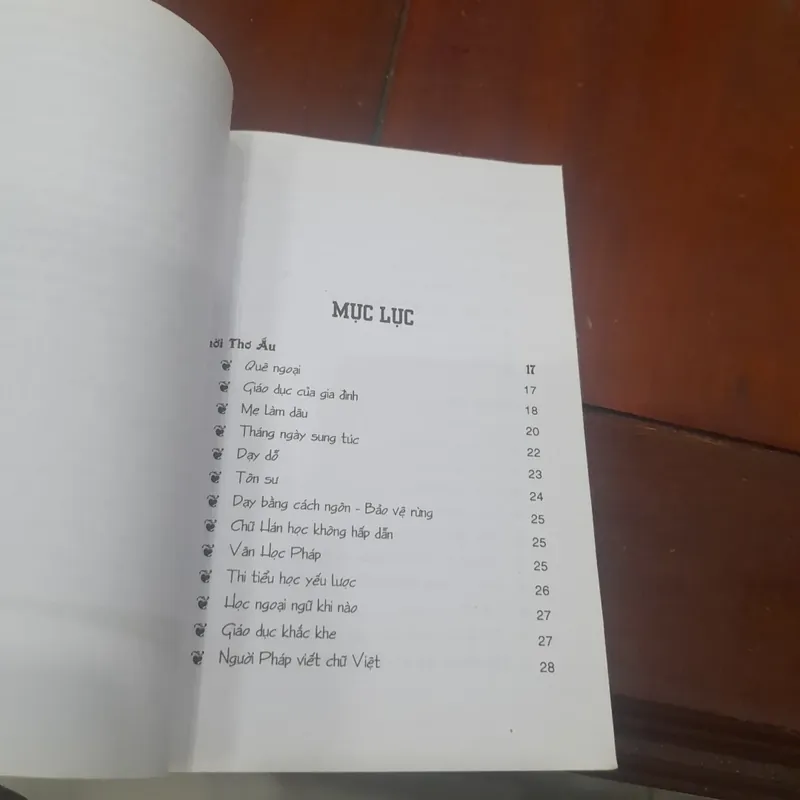 MỤC LỤC
ời Thơ Ấu 17
Quê ngoại 17
Giáo dục của gia đình 18
Mẹ làm dâu 20
Tháng ngày sung túc 22
Dạy dỗ 23
Tôn sư 24
Dạy bằng cách ngôn - Bảo vệ rừng 25
Chữ Hán học không hấp dẫn 25
Văn Học Pháp 25
Thi tiểu học yếu lược 26
Học ngoại ngữ khi nào 27
Giáo dục khắc khe 27
Người Pháp viết chữ Việt 28